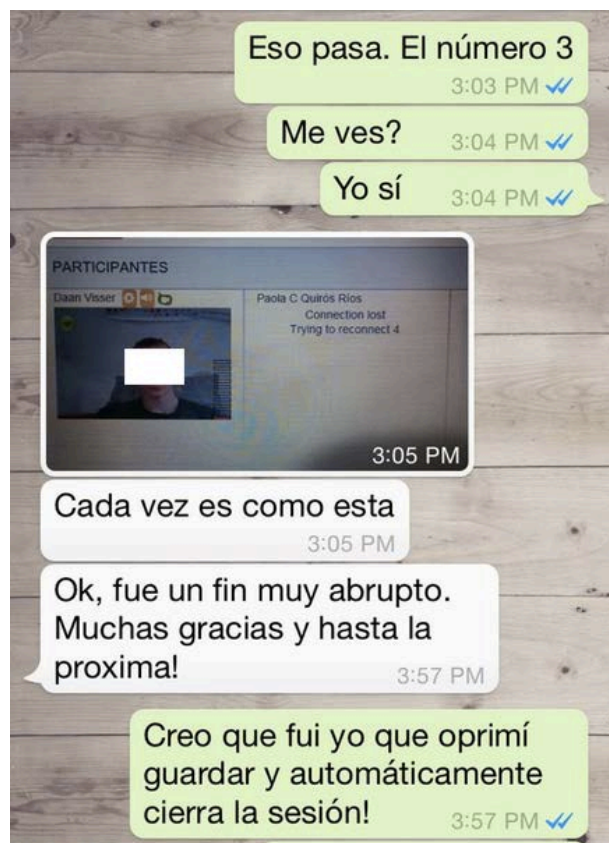 Eso pasa. El número 3
3:03 PM
Me ves?
3:04 PM
Yo sí
3:04 PM
PARTICIPANTES
Daan Visser
Paola C Quirós Ríos
Connection lost
Trying to reconnect 4
3:05 PM
Cada vez es como esta
3:05 PM
Ok, fue un fin muy abrupto.
Muchas gracias y hasta la
proxima!
3:57 PM
Creo que fui yo que oprimí
guardar y automáticamente
cierra la sesión!
3:57 PM